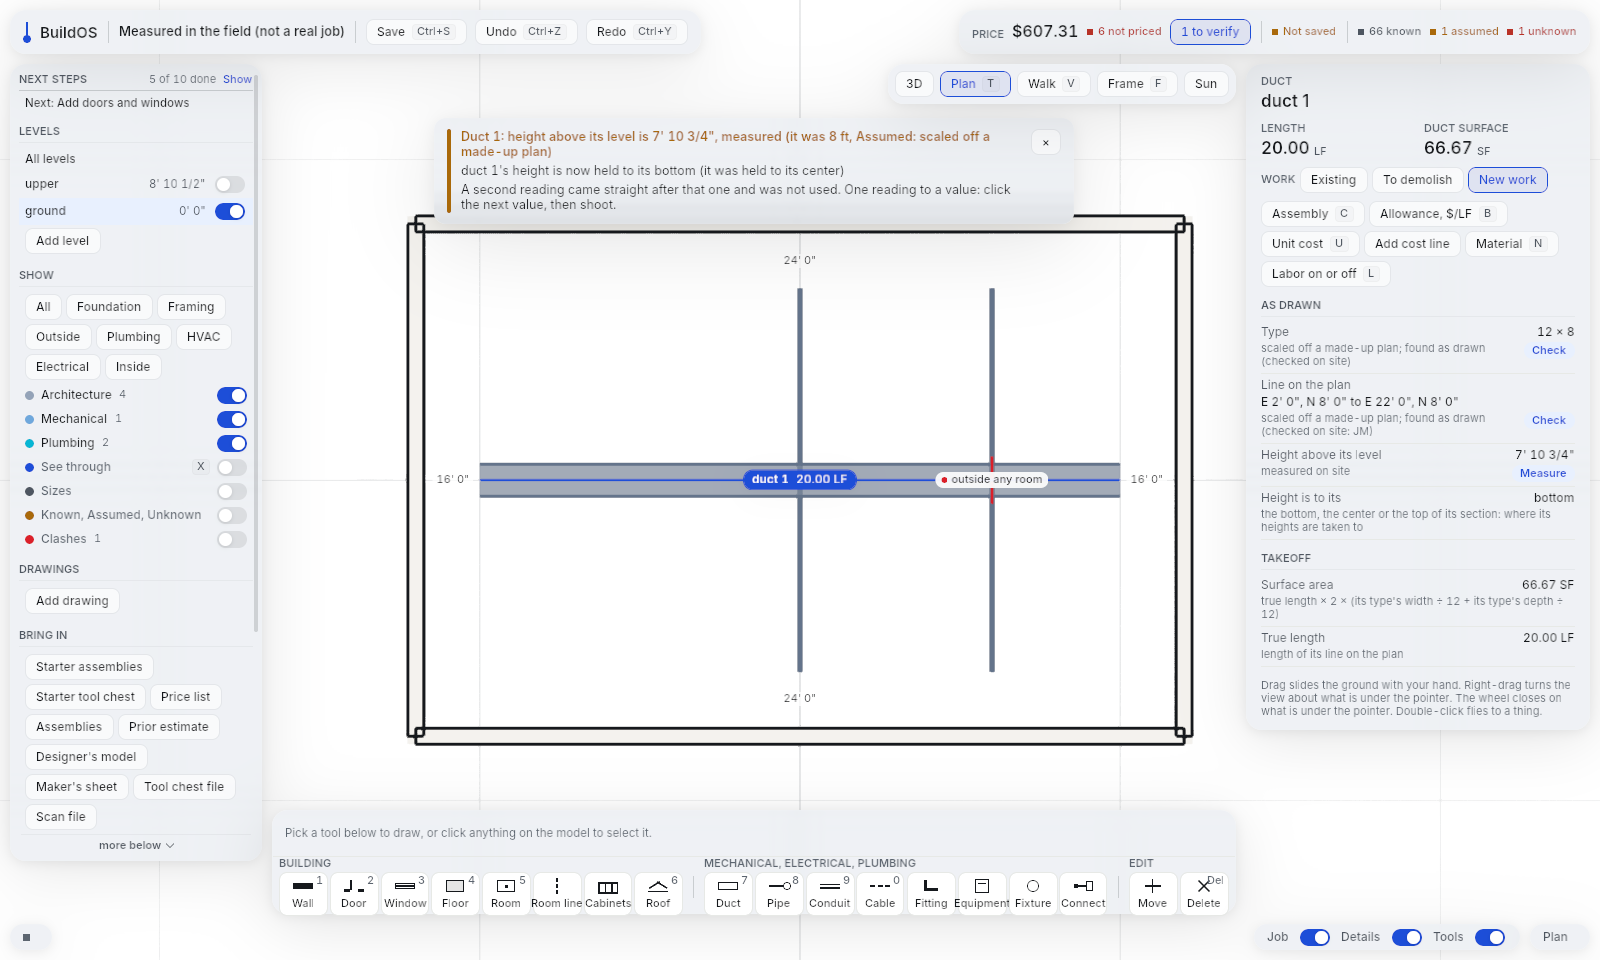 BuildOS
Measured in the field (not a real job)
Save Ctrl+S
Undo Ctrl+Z
Redo Ctrl+Y
PRICE $607.31
6 not priced
1 to verify
Not saved
66 known
1 assumed
1 unknown
NEXT STEPS 5 of 10 done Show
Next: Add doors and windows
LEVELS
All levels
upper 8' 10 1/2"
ground 0' 0"
Add level
SHOW
All Foundation Framing
Outside Plumbing HVAC
Electrical Inside
Architecture 4
Mechanical 1
Plumbing 2
See through X
Sizes
Known, Assumed, Unknown
Clashes 1
DRAWINGS
Add drawing
BRING IN
Starter assemblies
Starter tool chest Price list
Assemblies Prior estimate
Designer's model
Maker's sheet Tool chest file
Scan file
more below
3D
Plan T
Walk V
Frame F
Sun
Duct 1: height above its level is 7' 10 3/4", measured (it was 8 ft, Assumed: scaled off a
made-up plan)
duct 1's height is now held to its bottom (it was held to its center)
A second reading came straight after that one and was not used. One reading to a value: click
the next value, then shoot.
×
24' 0"
16' 0"
duct 1 20.00 LF
outside any room
16' 0"
24' 0"
DUCT
duct 1
LENGTH DUCT SURFACE
20.00 LF 66.67 SF
WORK Existing To demolish New work
Assembly C Allowance, $/LF B
Unit cost U Add cost line Material N
Labor on or off L
AS DRAWN
Type 12 × 8
scaled off a made-up plan; found as drawn
(checked on site)
Check
Line on the plan
E 2' 0", N 8' 0" to E 22' 0", N 8' 0"
scaled off a made-up plan; found as drawn
(checked on site: JM)
Check
Height above its level 7' 10 3/4"
measured on site Measure
Height is to its bottom
the bottom, the center or the top of its section: where its
heights are taken to
TAKEOFF
Surface area 66.67 SF
true length × 2 × (its type's width ÷ 12 + its type's depth ÷
12)
True length 20.00 LF
length of its line on the plan
Drag slides the ground with your hand. Right-drag turns the
view about what is under the pointer. The wheel closes on
what is under the pointer. Double-click flies to a thing.
Pick a tool below to draw, or click anything on the model to select it.
BUILDING MECHANICAL, ELECTRICAL, PLUMBING EDIT
1 2 3 4 5 6 7 8 9 0 Del
Wall Door Window Floor Room Room line Cabinets Roof Duct Pipe Conduit Cable Fitting Equipment Fixture Connect Move Delete
Job Details Tools Plan